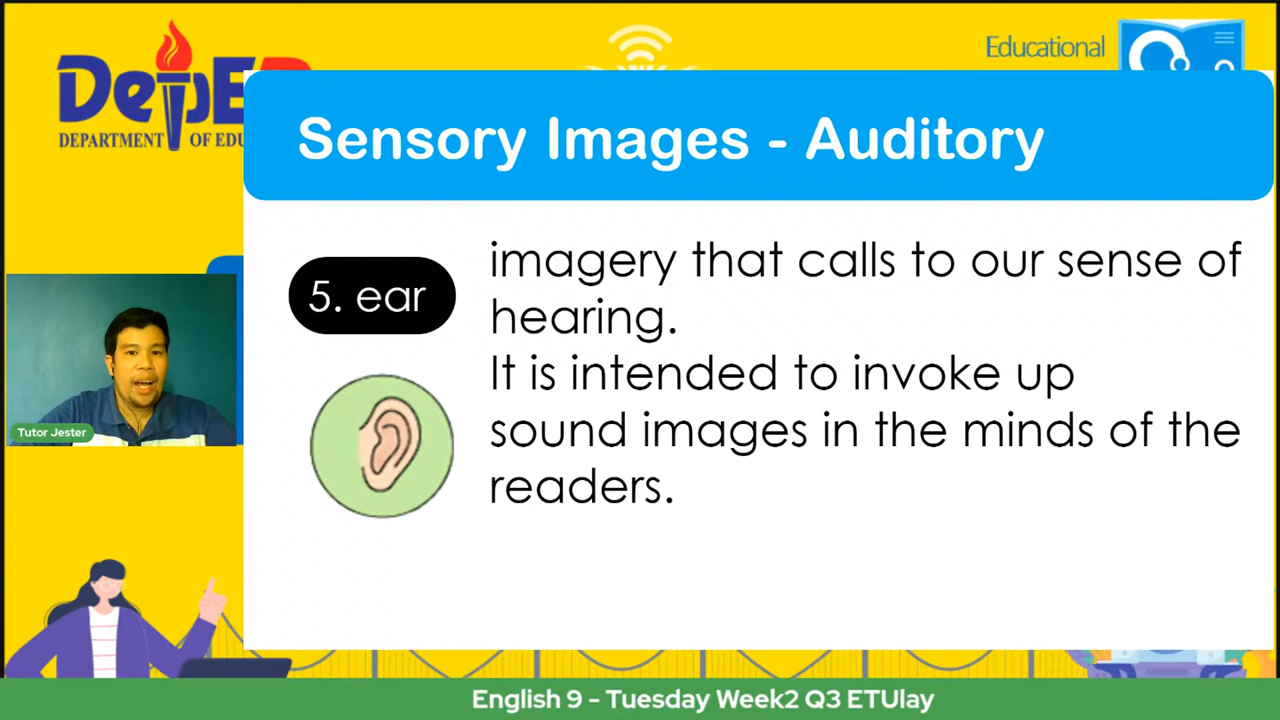 DepED
DEPARTMENT OF EDU
Educational
Sensory Images - Auditory
5. ear
imagery that calls to our sense of
hearing.
It is intended to invoke up
sound images in the minds of the
readers.
Tutor Jester
English 9 – Tuesday Week2 Q3 ETUlay